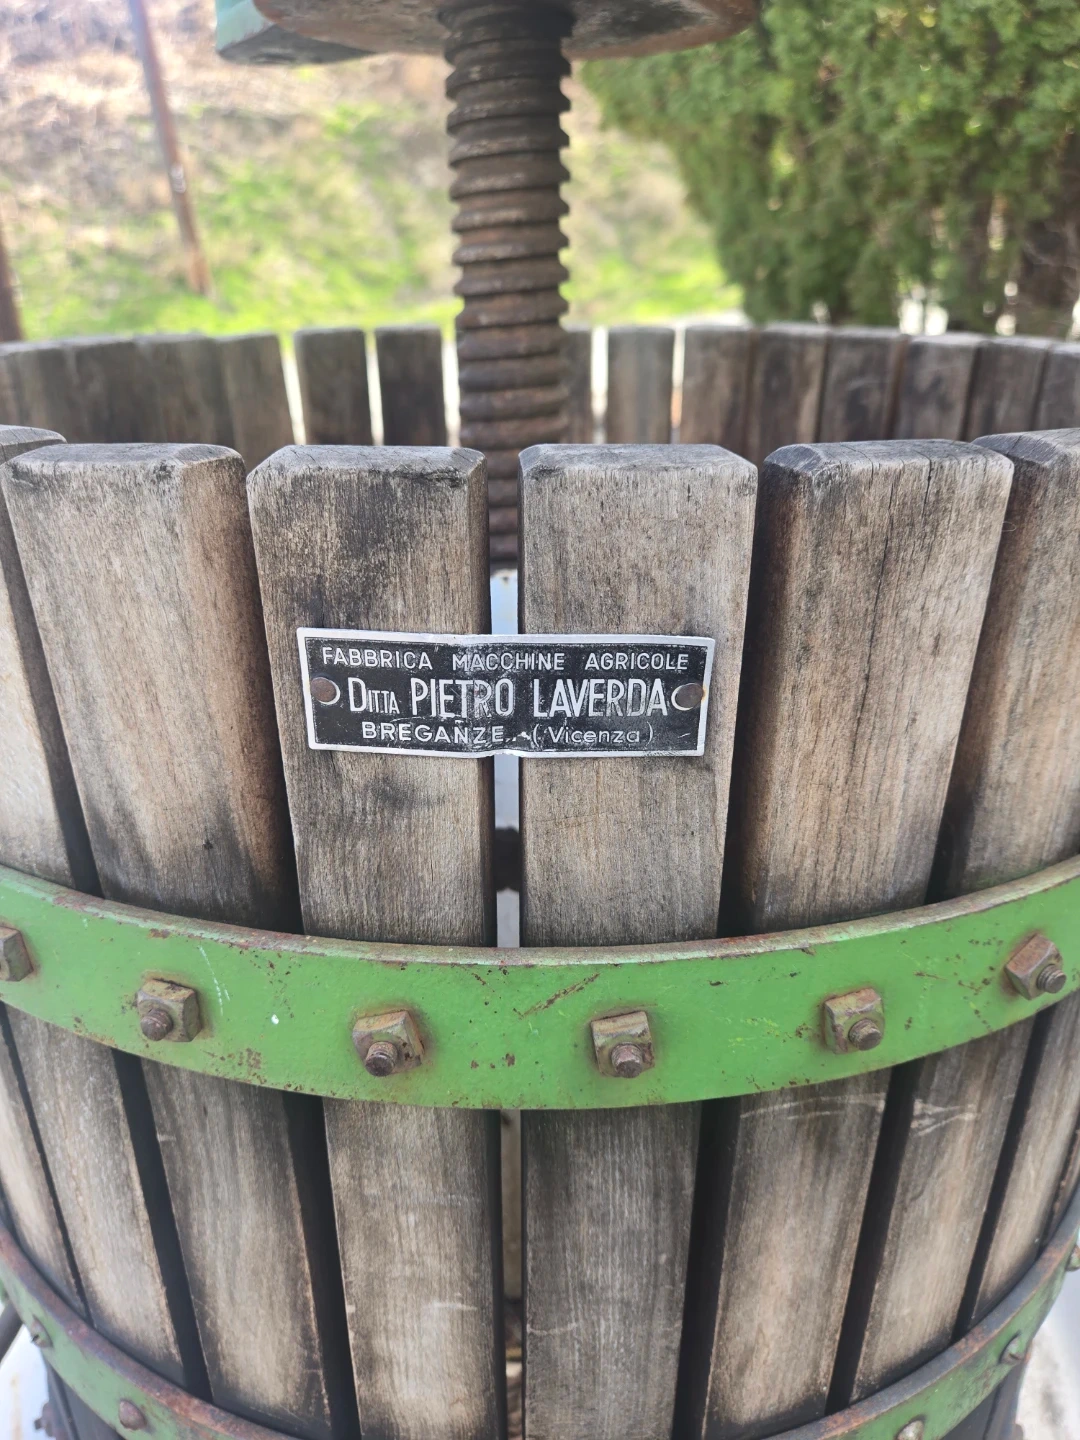 FABBRICA MACCHINE AGRICOLE
DITTA PIETRO LAVERDA
BREGANZE (Vicenza)